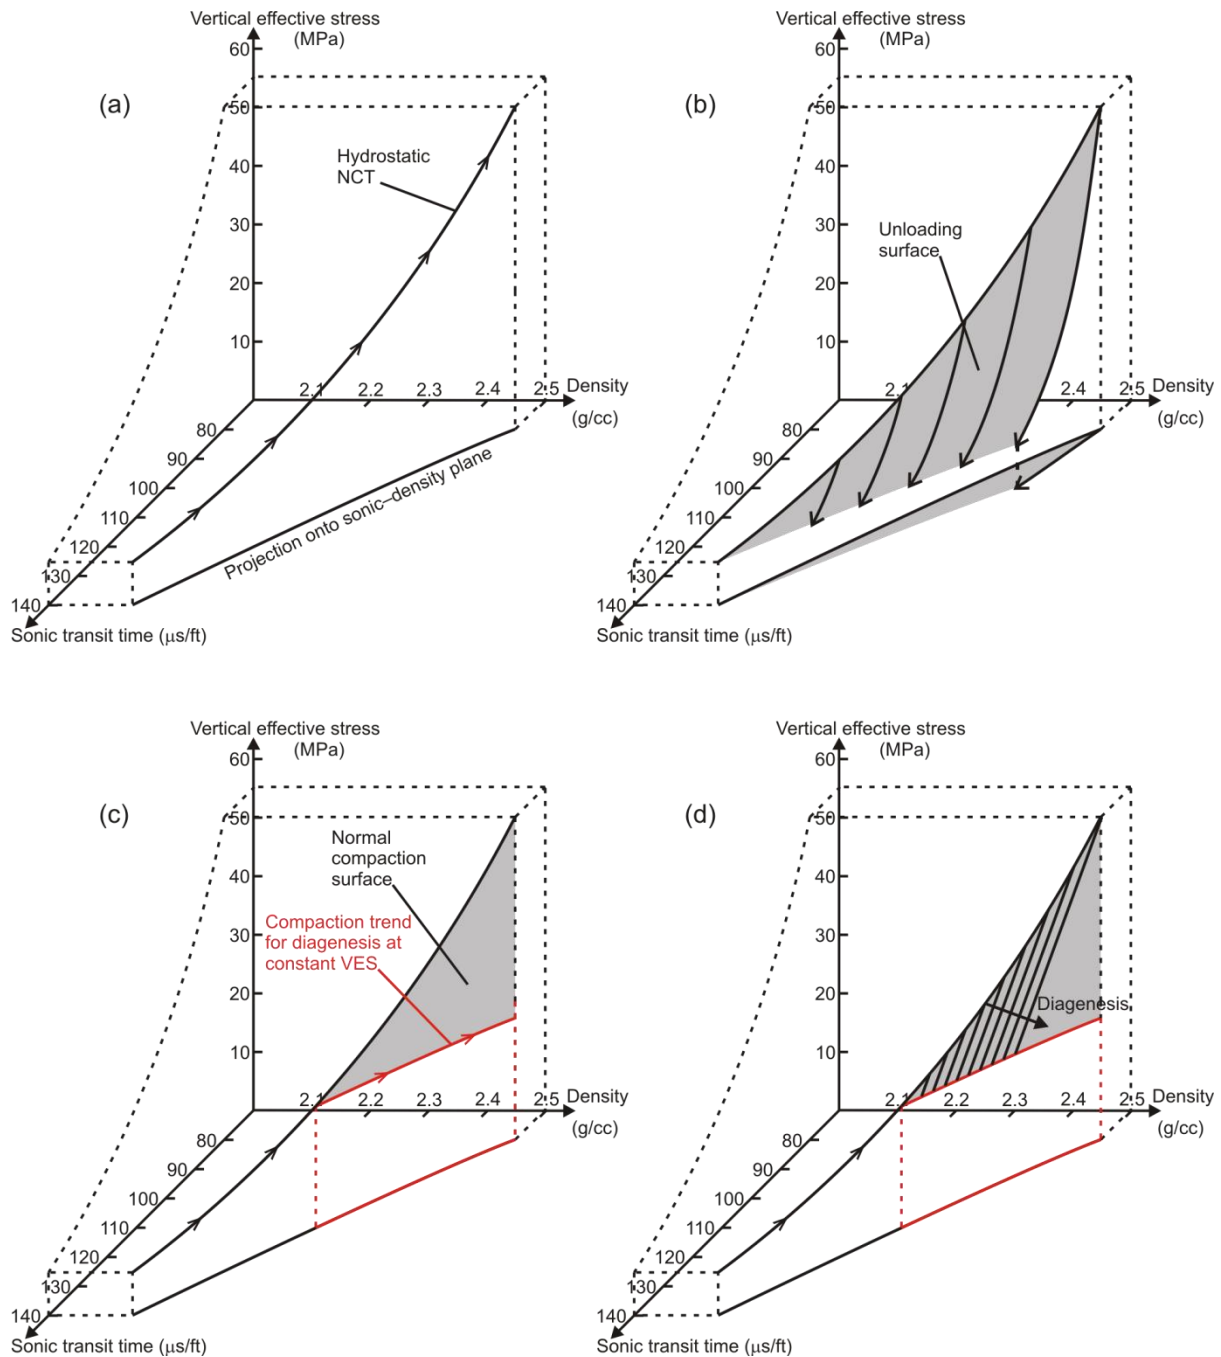 Vertical effective stress
(MPa)
60
(a)
50
Hydrostatic
NCT
40
30
20
10
2.1
2.2
2.3
2.4
2.5
Density
(g/cc)
80
90
100
110
120
130
140
Projection onto sonic–density plane
Sonic transit time (μs/ft)
Vertical effective stress
(MPa)
60
(b)
50
40
30
Unloading
surface
20
10
2.1
2.4
2.5
Density
(g/cc)
80
90
100
110
120
130
140
Sonic transit time (μs/ft)
Vertical effective stress
(MPa)
60
(c)
50
Normal
compaction
surface
40
Compaction trend
for diagenesis at
constant VES
30
20
10
2.1
2.2
2.3
2.4
2.5
Density
(g/cc)
80
90
100
110
120
130
140
Sonic transit time (μs/ft)
Vertical effective stress
(MPa)
60
(d)
50
40
30
20
Diagenesis
10
2.1
2.2
2.3
2.4
2.5
Density
(g/cc)
80
90
100
110
120
130
140
Sonic transit time (μs/ft)